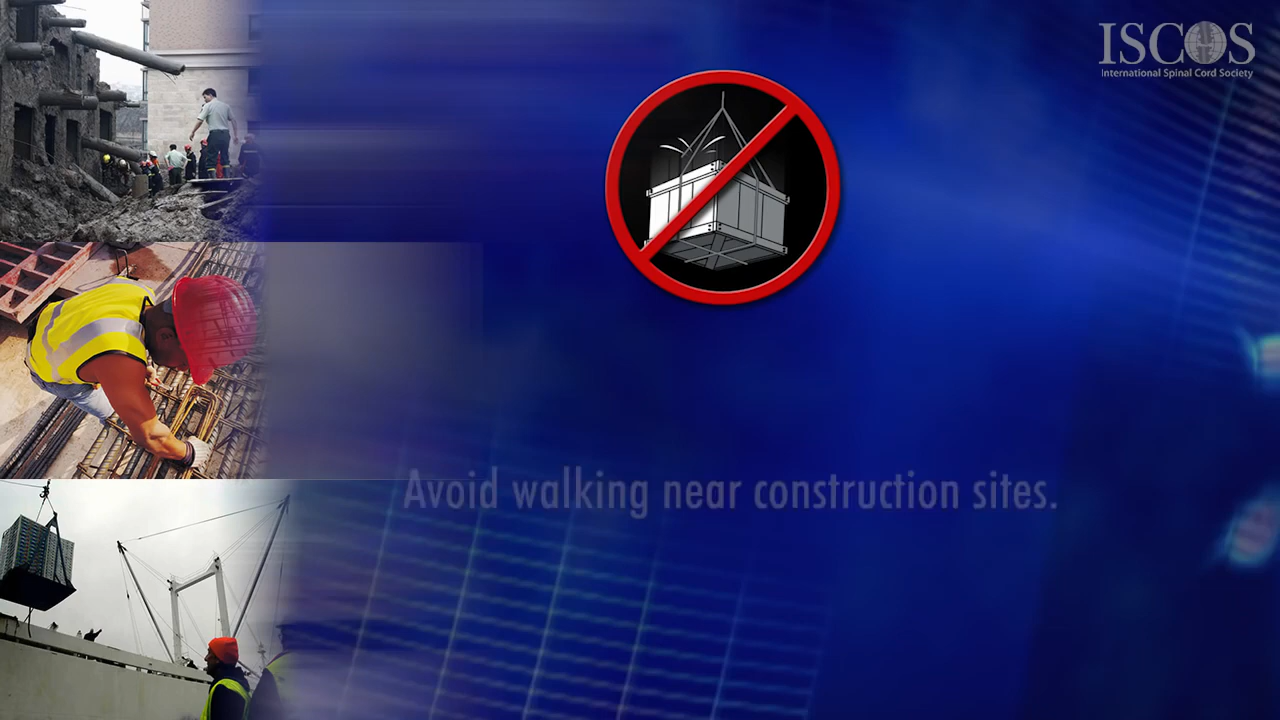 ISCOS
International Spinal Cord Society
Avoid walking near construction sites.